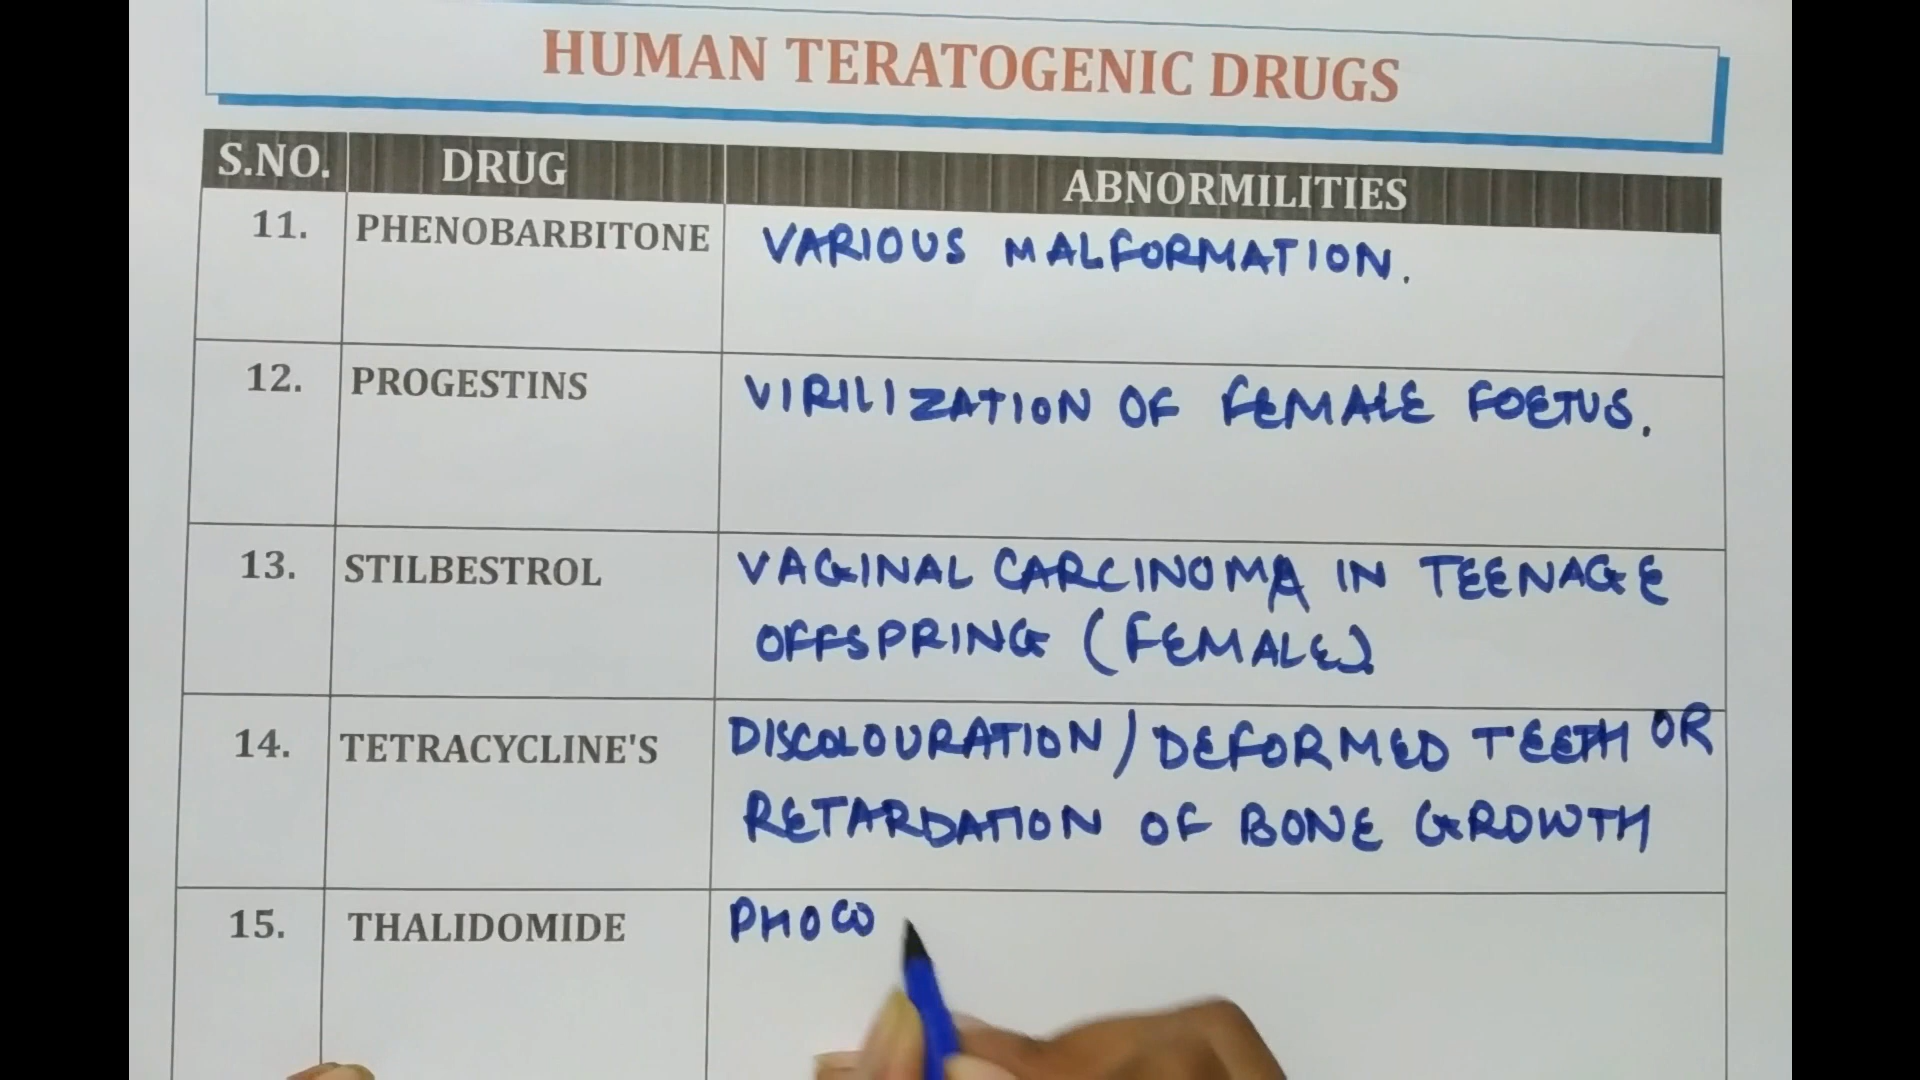 HUMAN TERATOGENIC DRUGS
S.NO. DRUG ABNORMILITIES
11. PHENOBARBITONE VARIOUS MALFORMATION.
12. PROGESTINS VIRILIZATION OF FEMALE FOETUS.
13. STILBESTROL VAGINAL CARCINOMA IN TEENAGE
OFFSPRING (FEMALE).
14. TETRACYCLINE'S DISCOLOURATION/DEFORMED TEETH OR
RETARDATION OF BONE GROWTH
15. THALIDOMIDE PHOCO